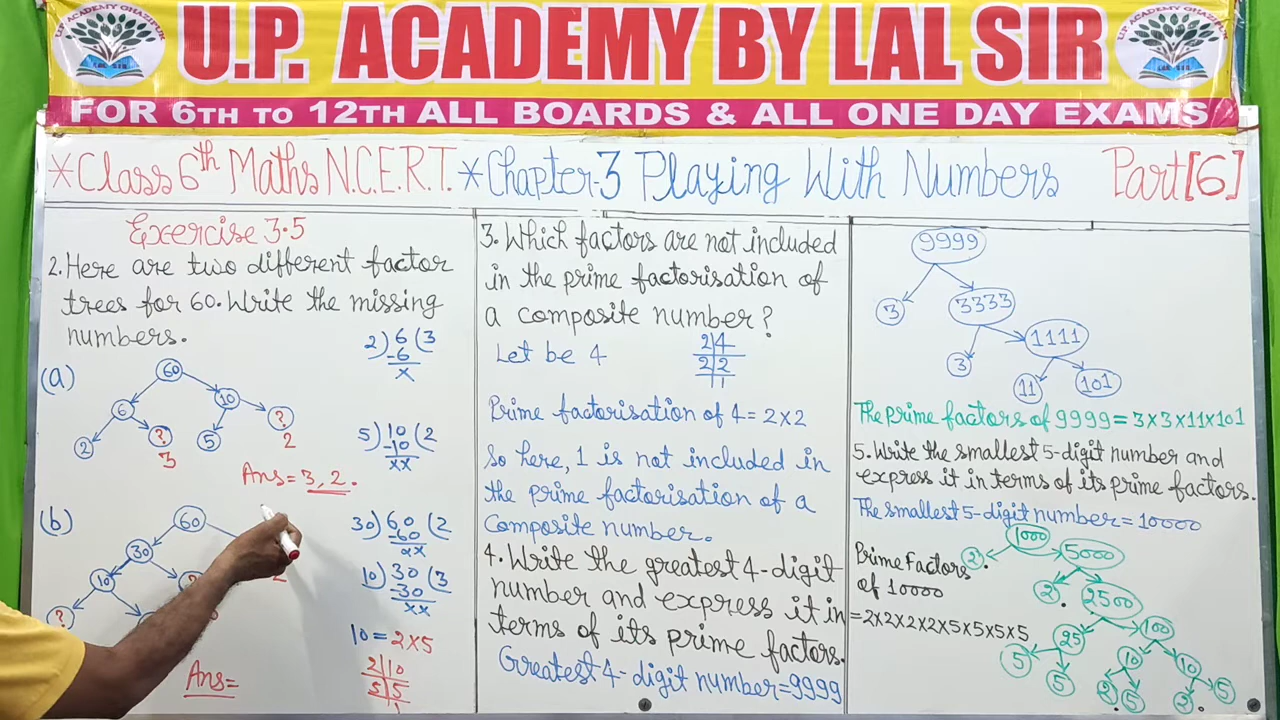 U.P. ACADEMY BY LAL SIR
FOR 6TH TO 12TH ALL BOARDS & ALL ONE DAY EXAMS
*Class 6th Maths N.C.E.R.T. *Chapter-3 Playing With Numbers Part[6]
Exercise 3.5
2. Here are two different factor
trees for 60. Write the missing
numbers.
(a)
60
6 10
2 ? 5 ?
3 2
Ans = 3, 2.
2)6(3
-6
x
5)10(2
-10
xx
(b)
60
30
10
?
2
Ans=
30)60(2
-60
xx
10)30(3
-30
xx
10 = 2x5
2|10
5|5
1
3. Which factors are not included
in the prime factorisation of
a composite number?
Let be 4
2|4
2|2
1
Prime factorisation of 4 = 2x2
So here, 1 is not included in
the prime factorisation of a
Composite number.
4. Write the greatest 4-digit
number and express it in
terms of its prime factors.
Greatest 4-digit number=9999
9999
3 3333
3 1111
11 101
The prime factors of 9999 = 3x3x11x101
5. Write the smallest 5-digit number and
express it in terms of its prime factors.
The smallest 5-digit number = 10000
1000
2 5000
2 2500
25 100
5 5 10 10
2 5 2 5
Prime Factors
of 10000
=2x2x2x2x5x5x5x5